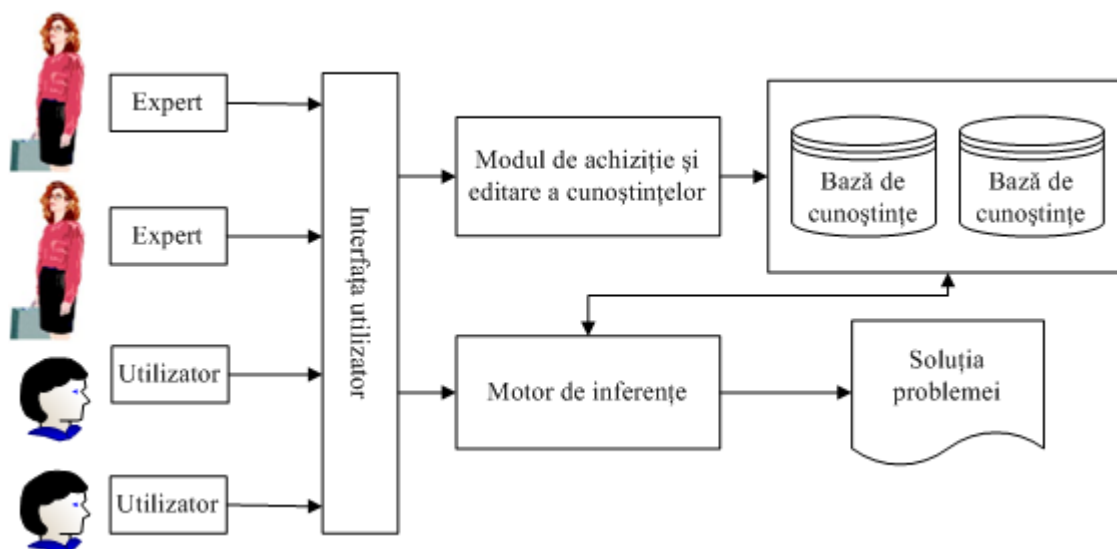 Expert
Expert
Utilizator
Utilizator
Interfața utilizator
Modul de achiziție și
editare a cunoștințelor
Bază de
cunoștințe
Bază de
cunoștințe
Motor de inferențe
Soluția
problemei